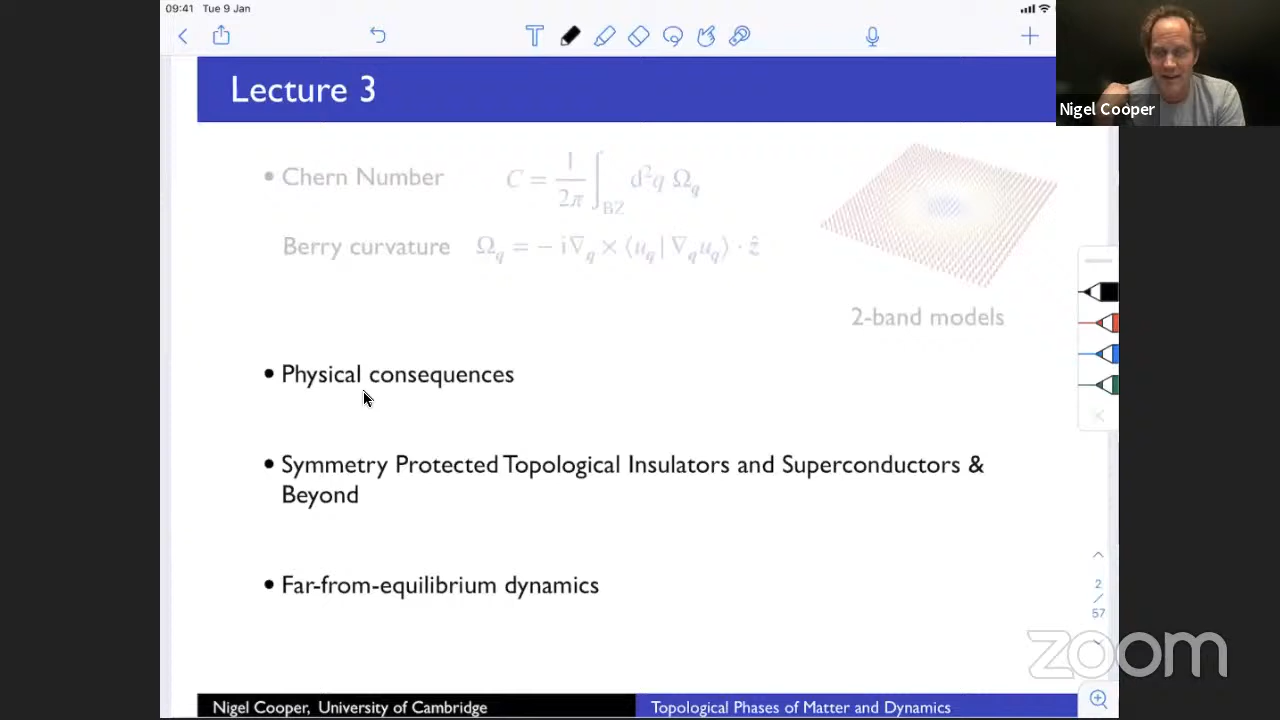 09:41 Tue 9 Jan
Nigel Cooper
Lecture 3
• Chern Number C = 1/2π ∫BZ d²q Ωq
Berry curvature Ωq = − i∇q × ⟨uq | ∇q uq⟩ · ẑ
2-band models
• Physical consequences
• Symmetry Protected Topological Insulators and Superconductors &
Beyond
• Far-from-equilibrium dynamics
2
/
57
zoom
Nigel Cooper, University of Cambridge Topological Phases of Matter and Dynamics